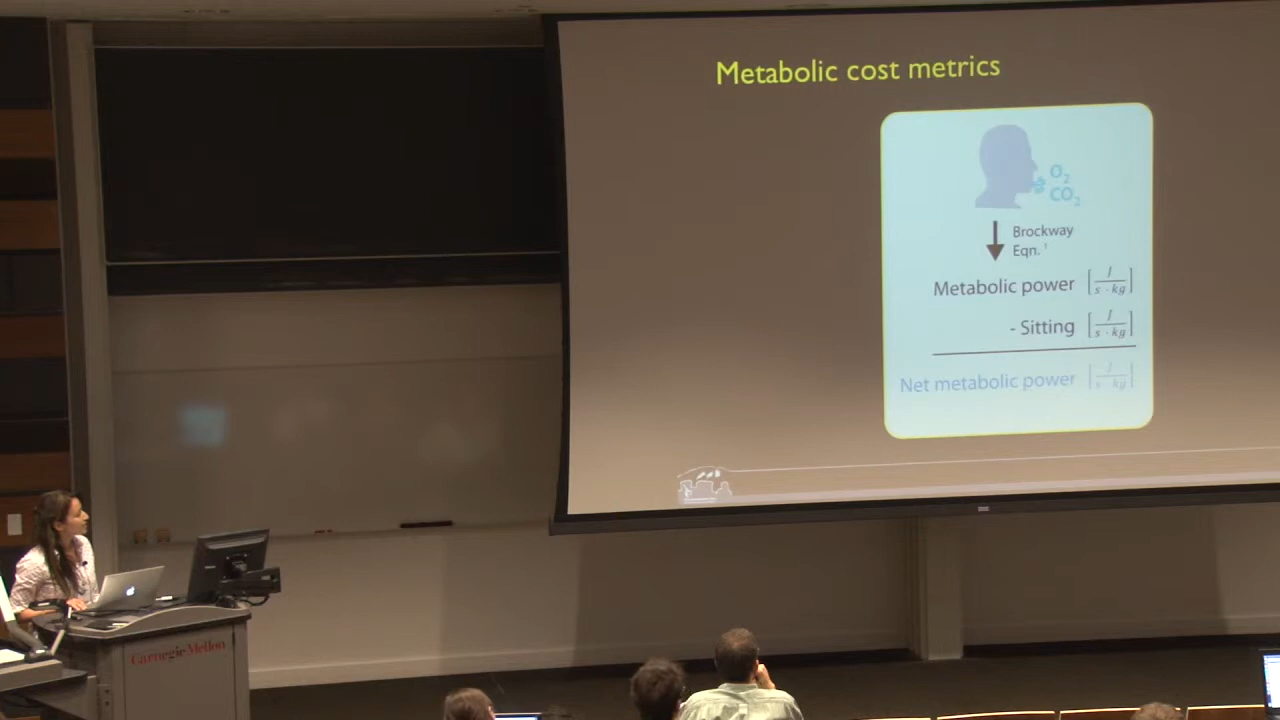 Metabolic cost metrics
O₂
CO₂
Brockway
Eqn. ¹
Metabolic power [J / s · kg]
- Sitting [J / s · kg]
Net metabolic power [J / s · kg]
Carnegie Mellon